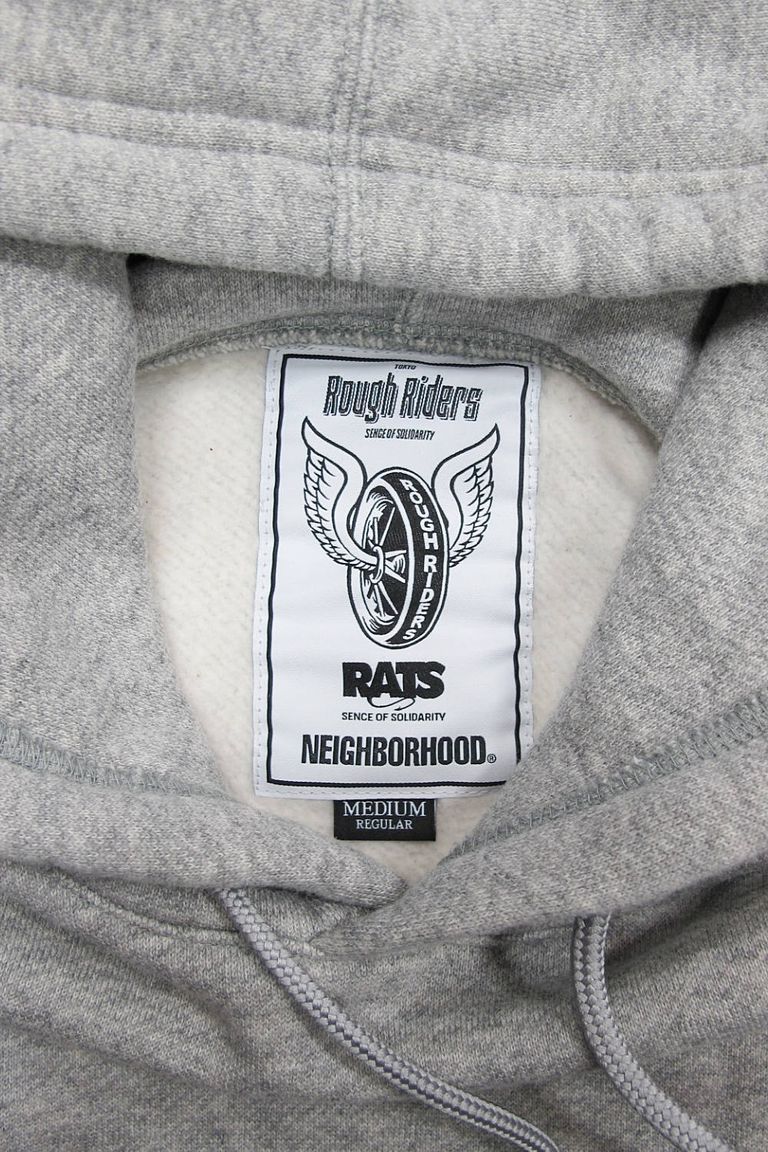 TOKYO
Rough Riders
SENCE OF SOLIDARITY
ROUGH RIDERS
RATS
SENCE OF SOLIDARITY
NEIGHBORHOOD®
MEDIUM
REGULAR